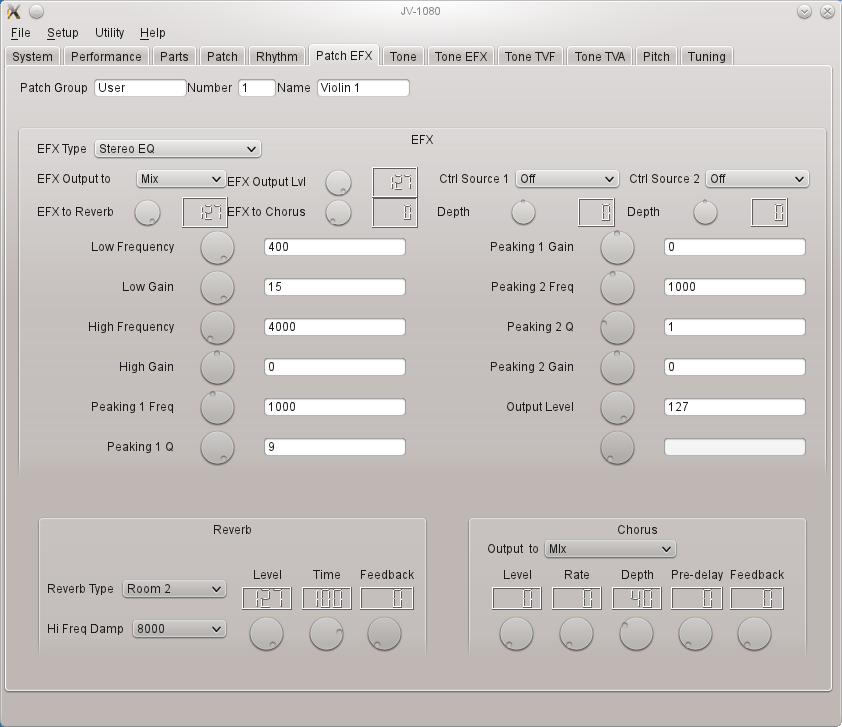 JV-1080
File Setup Utility Help
System Performance Parts Patch Rhythm Patch EFX Tone Tone EFX Tone TVF Tone TVA Pitch Tuning
Patch Group User Number 1 Name Violin 1
EFX
EFX Type Stereo EQ
EFX Output to Mix EFX Output Lvl 127 Ctrl Source 1 Off Ctrl Source 2 Off
EFX to Reverb 127 EFX to Chorus 0 Depth 0 Depth 0
Low Frequency 400 Peaking 1 Gain 0
Low Gain 15 Peaking 2 Freq 1000
High Frequency 4000 Peaking 2 Q 1
High Gain 0 Peaking 2 Gain 0
Peaking 1 Freq 1000 Output Level 127
Peaking 1 Q 9
Reverb
Level Time Feedback
Reverb Type Room 2 127 100 0
Hi Freq Damp 8000
Chorus
Output to MIx
Level Rate Depth Pre-delay Feedback
0 0 40 0 0